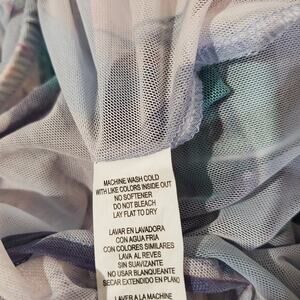 MACHINE WASH COLD
WITH LIKE COLORS INSIDE OUT
NO SOFTENER
DO NOT BLEACH
LAY FLAT TO DRY
LAVAR EN LAVADORA
CON AGUA FRIA
CON COLORES SIMILARES
LAVA AL REVES
SIN SUAVIZANTE
NO USAR BLANQUEANTE
SECAR EXTENDIDO EN PLANO
LAVER A LA MACHINE